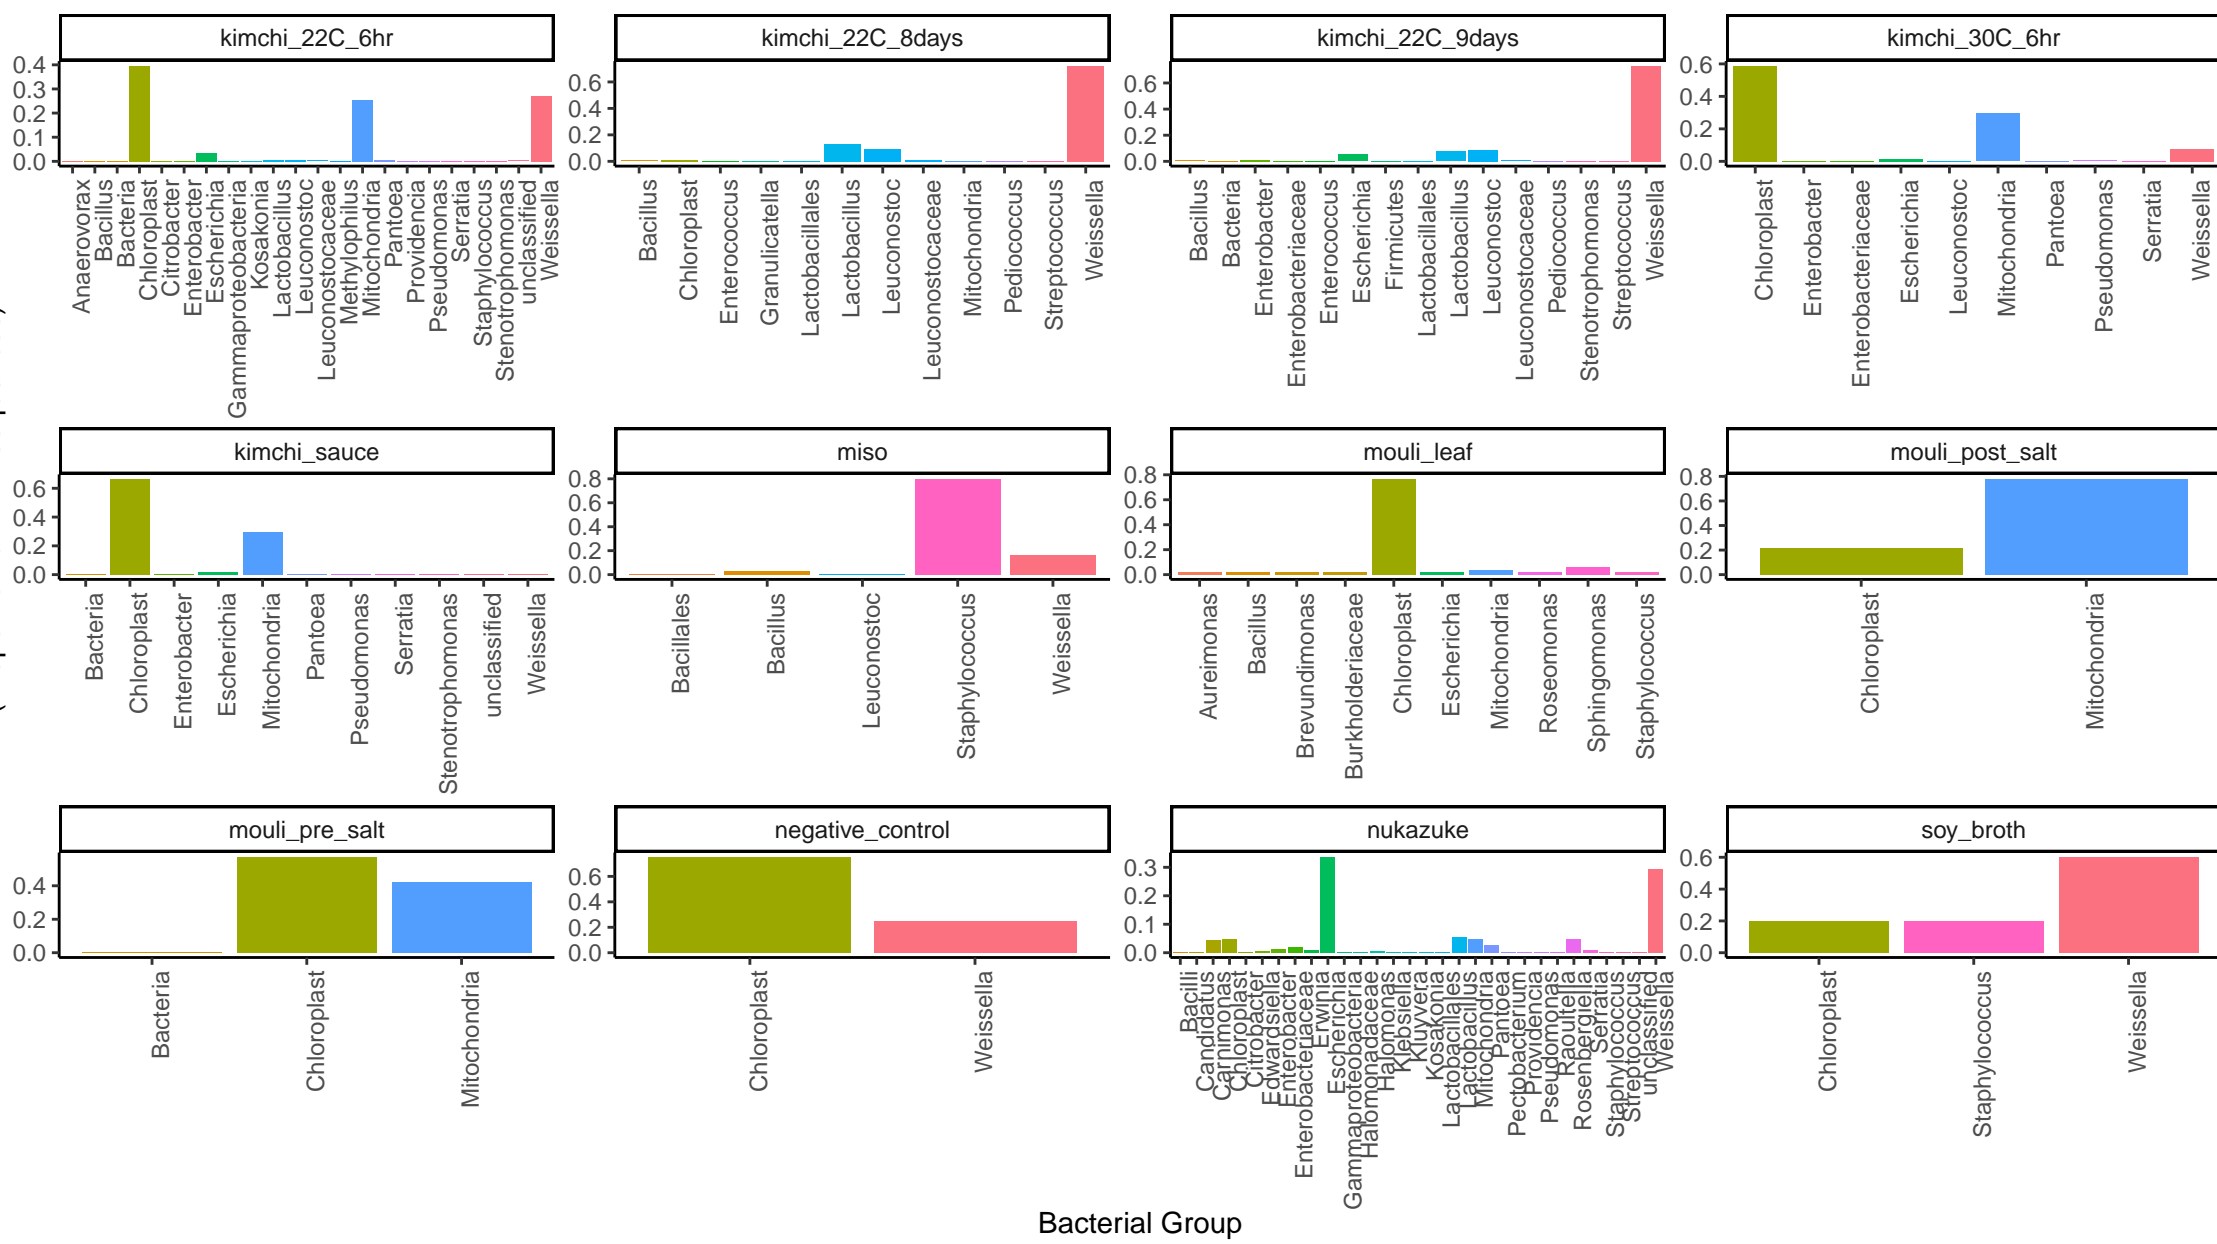 kimchi_22C_6hr
kimchi_22C_8days
kimchi_22C_9days
kimchi_30C_6hr
0.4
0.3
0.2
0.1
0.0
0.6
0.4
0.2
0.0
0.6
0.4
0.2
0.0
0.6
0.4
0.2
0.0
Anaerovorax
Bacillus
Bacteria
Chloroplast
Citrobacter
Enterobacter
Escherichia
Gammaproteobacteria
Kosakonia
Lactobacillus
Leuconostoc
Leuconostocaceae
Methylophilus
Mitochondria
Pantoea
Providencia
Pseudomonas
Serratia
Staphylococcus
Stenotrophomonas
unclassified
Weissella
Bacillus
Chloroplast
Enterococcus
Granulicatella
Lactobacillales
Lactobacillus
Leuconostoc
Leuconostocaceae
Mitochondria
Pediococcus
Streptococcus
Weissella
Bacillus
Bacteria
Enterobacter
Enterobacteriaceae
Enterococcus
Escherichia
Firmicutes
Lactobacillales
Lactobacillus
Leuconostoc
Leuconostocaceae
Pediococcus
Stenotrophomonas
Streptococcus
Weissella
Chloroplast
Enterobacter
Enterobacteriaceae
Escherichia
Leuconostoc
Mitochondria
Pantoea
Pseudomonas
Serratia
Weissella
kimchi_sauce
miso
mouli_leaf
mouli_post_salt
0.6
0.4
0.2
0.0
0.8
0.6
0.4
0.2
0.0
0.8
0.6
0.4
0.2
0.0
0.8
0.6
0.4
0.2
0.0
Bacteria
Chloroplast
Enterobacter
Escherichia
Mitochondria
Pantoea
Pseudomonas
Serratia
Stenotrophomonas
unclassified
Weissella
Bacillales
Bacillus
Leuconostoc
Staphylococcus
Weissella
Aureimonas
Bacillus
Brevundimonas
Burkholderiaceae
Chloroplast
Escherichia
Mitochondria
Roseomonas
Sphingomonas
Staphylococcus
Chloroplast
Mitochondria
mouli_pre_salt
negative_control
nukazuke
soy_broth
0.4
0.2
0.0
0.6
0.4
0.2
0.0
0.3
0.2
0.1
0.0
0.6
0.4
0.2
0.0
Bacteria
Chloroplast
Mitochondria
Chloroplast
Weissella
Bacilli
Candidatus
Carnimonas
Chloroplast
Citrobacter
Edwardsiella
Enterobacter
Enterobacteriaceae
Erwinia
Escherichia
Gammaproteobacteria
Halomonadaceae
Halomonas
Klebsiella
Kluyvera
Kosakonia
Lactobacillales
Lactobacillus
Mitochondria
Pantoea
Pectobacterium
Providencia
Pseudomonas
Raoultella
Rosenbergiella
Serratia
Staphylococcus
Streptococcus
unclassified
Weissella
Chloroplast
Staphylococcus
Weissella
Bacterial Group